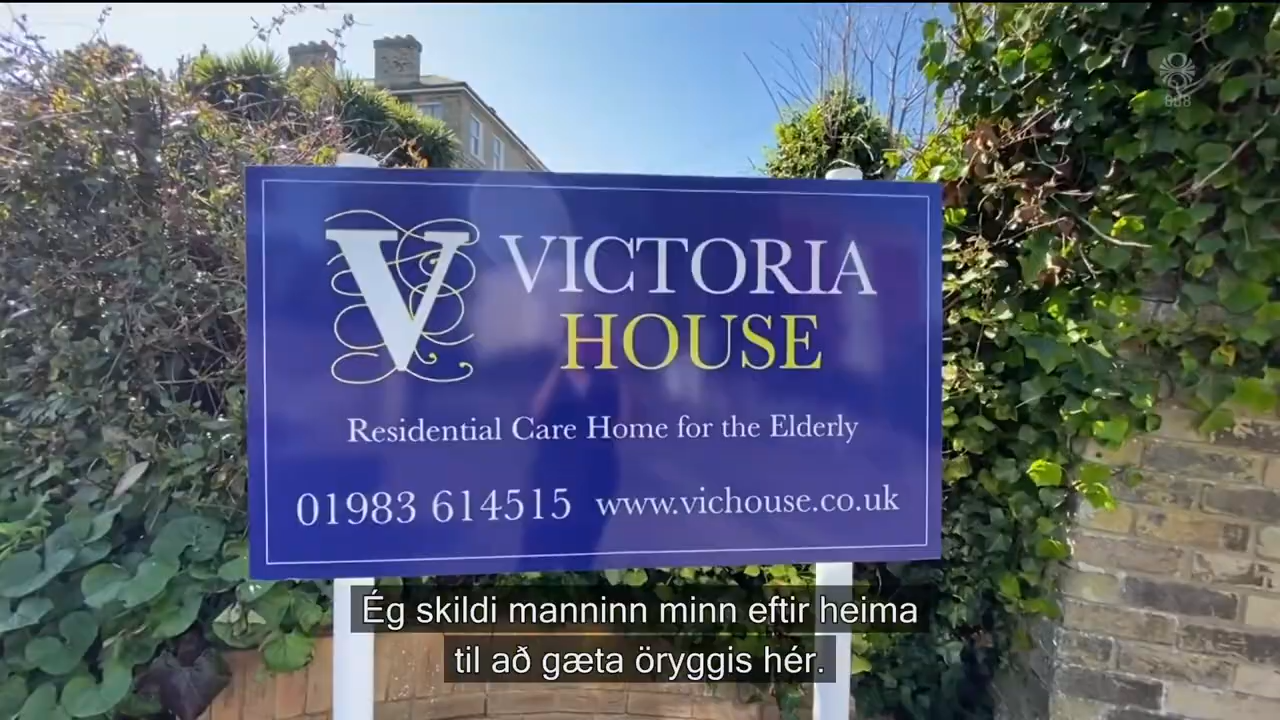 V VICTORIA
HOUSE
Residential Care Home for the Elderly
01983 614515 www.vichouse.co.uk
Ég skildi manninn minn eftir heima
til að gæta öryggis hér.